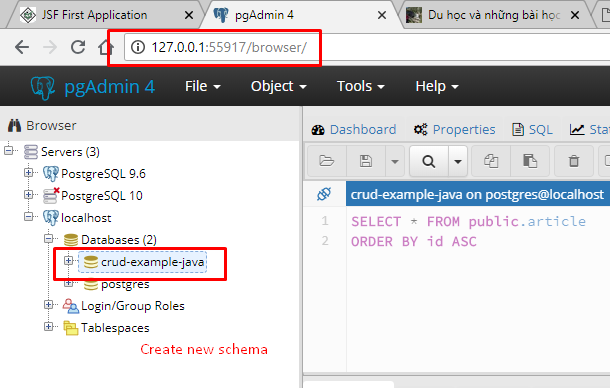 JSF First Application
pgAdmin 4
Du học và những bài học
127.0.0.1:55917/browser/
pgAdmin 4
File
Object
Tools
Help
Browser
Dashboard
Properties
SQL
Servers (3)
PostgreSQL 9.6
PostgreSQL 10
localhost
Databases (2)
crud-example-java
postgres
Login/Group Roles
Tablespaces
Create new schema
crud-example-java on postgres@localhost
1 SELECT * FROM public.article
2 ORDER BY id ASC